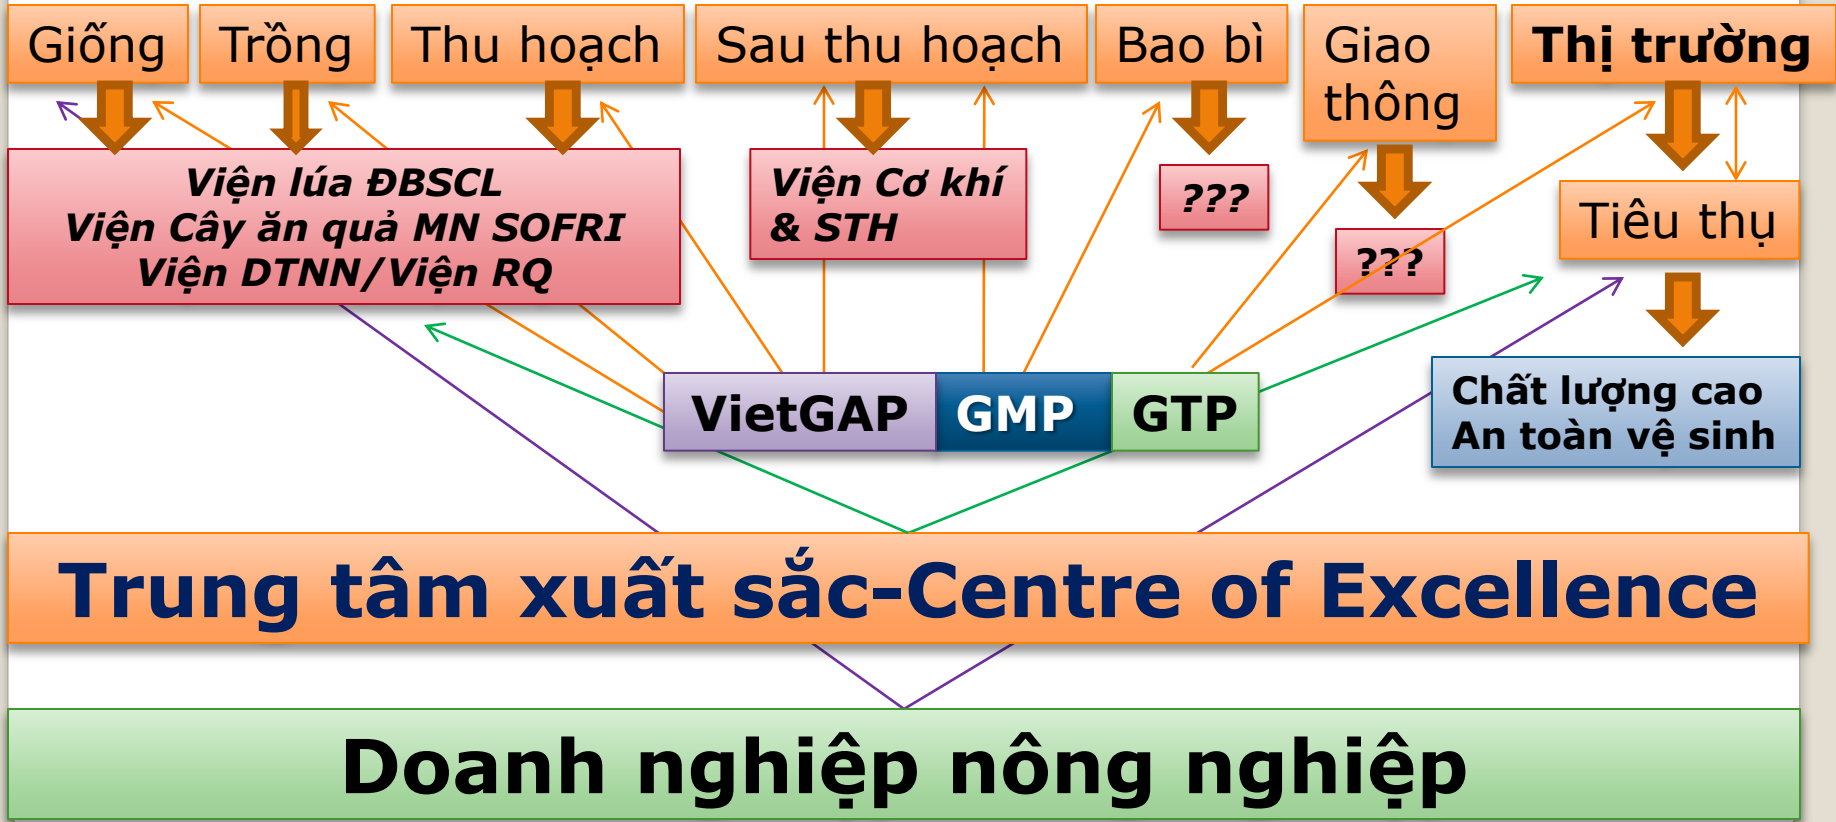 Giống
Trồng
Thu hoạch
Sau thu hoạch
Bao bì
Giao
thông
Thị trường
Viện lúa ĐBSCL
Viện Cây ăn quả MN SOFRI
Viện DTNN/Viện RQ
Viện Cơ khí
& STH
???
???
Tiêu thụ
VietGAP
GMP
GTP
Chất lượng cao
An toàn vệ sinh
Trung tâm xuất sắc-Centre of Excellence
Doanh nghiệp nông nghiệp